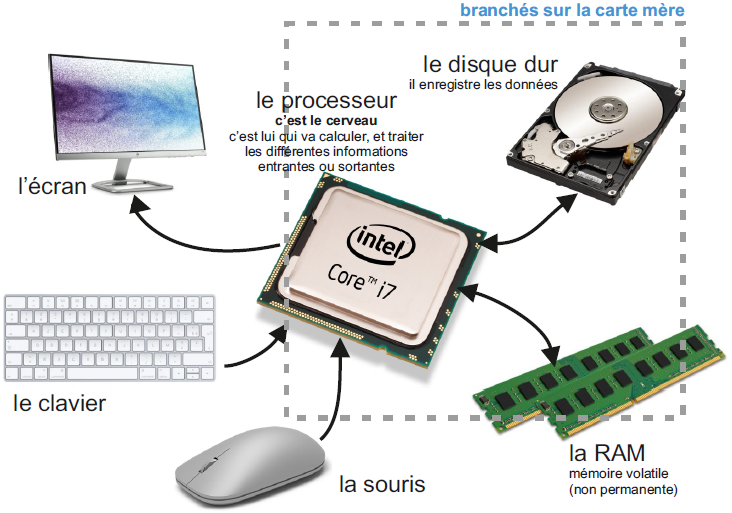 branchés sur la carte mère
le disque dur
il enregistre les données
le processeur
c’est le cerveau
c’est lui qui va calculer, et traiter
les différentes informations
entrantes ou sortantes
l’écran
intel
Core™ i7
le clavier
la souris
la RAM
mémoire volatile
(non permanente)